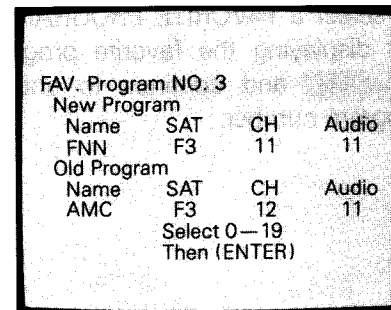 FAV. Program NO. 3
New Program
Name SAT CH Audio
FNN F3 11 11
Old Program
Name SAT CH Audio
AMC F3 12 11
Select 0—19
Then (ENTER)